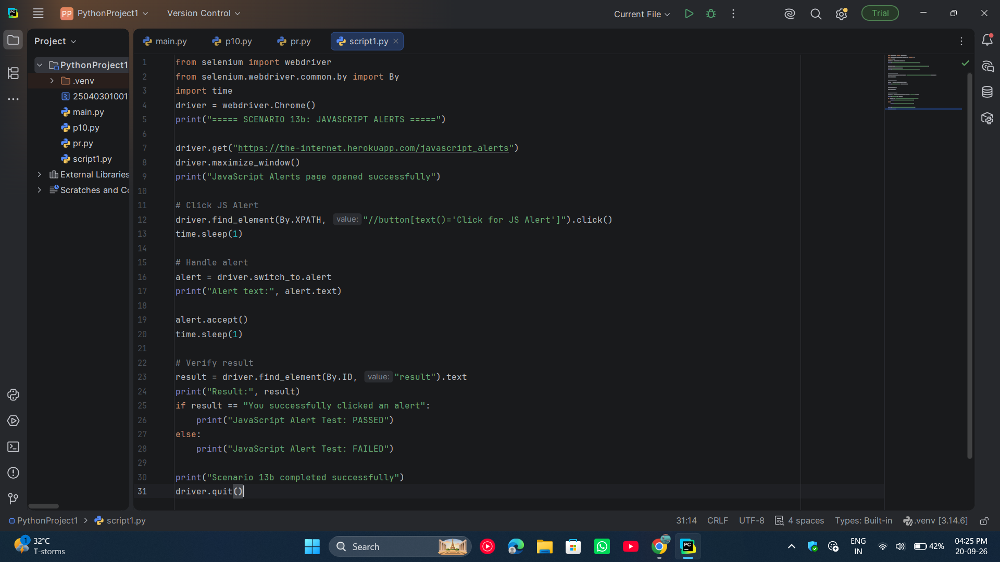 PP PythonProject1 Version Control Current File Trial
Project
main.py p10.py pr.py script1.py
PythonProject1
.venv
25040301001
main.py
p10.py
pr.py
script1.py
External Libraries
Scratches and Co
1 from selenium import webdriver
2 from selenium.webdriver.common.by import By
3 import time
4 driver = webdriver.Chrome()
5 print("===== SCENARIO 13b: JAVASCRIPT ALERTS =====")
6
7 driver.get("https://the-internet.herokuapp.com/javascript_alerts")
8 driver.maximize_window()
9 print("JavaScript Alerts page opened successfully")
10
11 # Click JS Alert
12 driver.find_element(By.XPATH, value: "//button[text()='Click for JS Alert']").click()
13 time.sleep(1)
14
15 # Handle alert
16 alert = driver.switch_to.alert
17 print("Alert text:", alert.text)
18
19 alert.accept()
20 time.sleep(1)
21
22 # Verify result
23 result = driver.find_element(By.ID, value: "result").text
24 print("Result:", result)
25 if result == "You successfully clicked an alert":
26     print("JavaScript Alert Test: PASSED")
27 else:
28     print("JavaScript Alert Test: FAILED")
29
30 print("Scenario 13b completed successfully")
31 driver.quit()
PythonProject1 > script1.py 31:14 CRLF UTF-8 4 spaces Types: Built-in .venv [3.14.6]
1 32°C
T-storms
Search
PC
ENG
IN
42%
04:25 PM
20-09-26